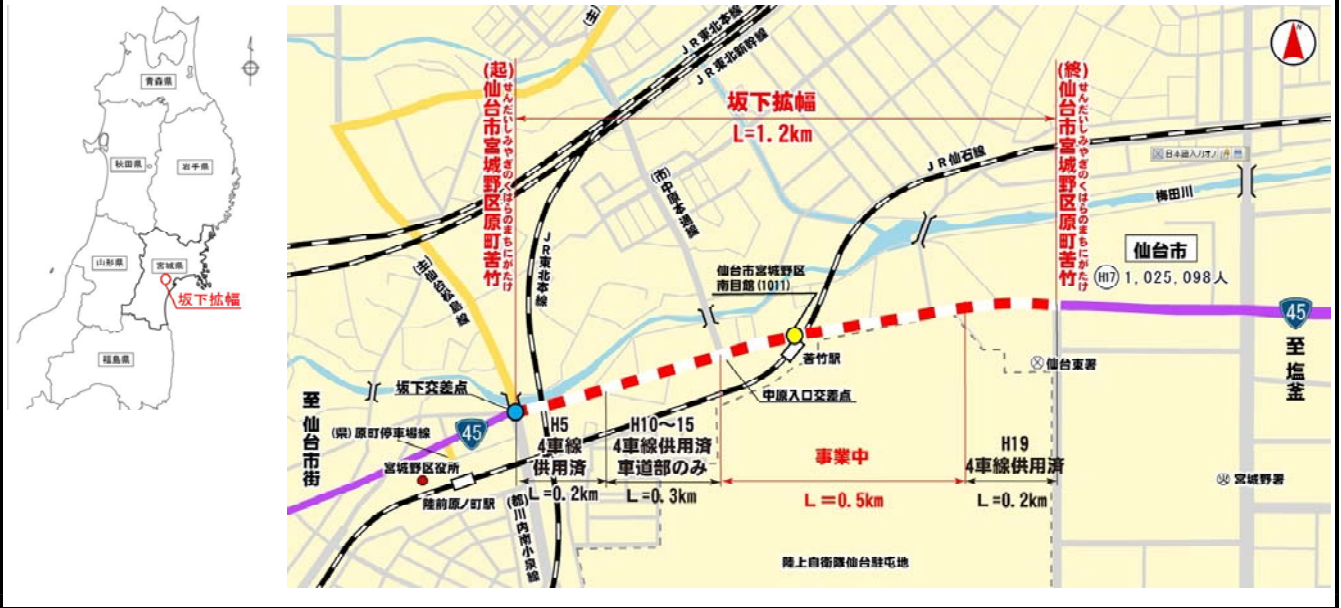 青森県
秋田県
岩手県
山形県
宮城県
坂下拡幅
福島県
(主)
JR東北本線
JR東北新幹線
坂下拡幅
L=1.2km
(起)仙台市宮城野区原町苦竹
せんだいしみやぎのくはらのまちにがたけ
(終)仙台市宮城野区原町苦竹
せんだいしみやぎのくはらのまちにがたけ
N
JR仙石線
梅田川
(市)中原本通線
JR東北本線
(主)仙台松島線
仙台市宮城野区
南目館(1011)
仙台市
H17 1,025,098人
45
至塩釜
苦竹駅
仙台東署
坂下交差点
中原入口交差点
至仙台市街
(県)原町停車場線
45
宮城野区役所
陸前原ノ町駅
(都)川内南小泉線
H5
4車線
供用済
L=0.2km
H10~15
4車線供用済
車道部のみ
L=0.3km
事業中
L=0.5km
H19
4車線供用済
L=0.2km
宮城野署
陸上自衛隊仙台駐屯地